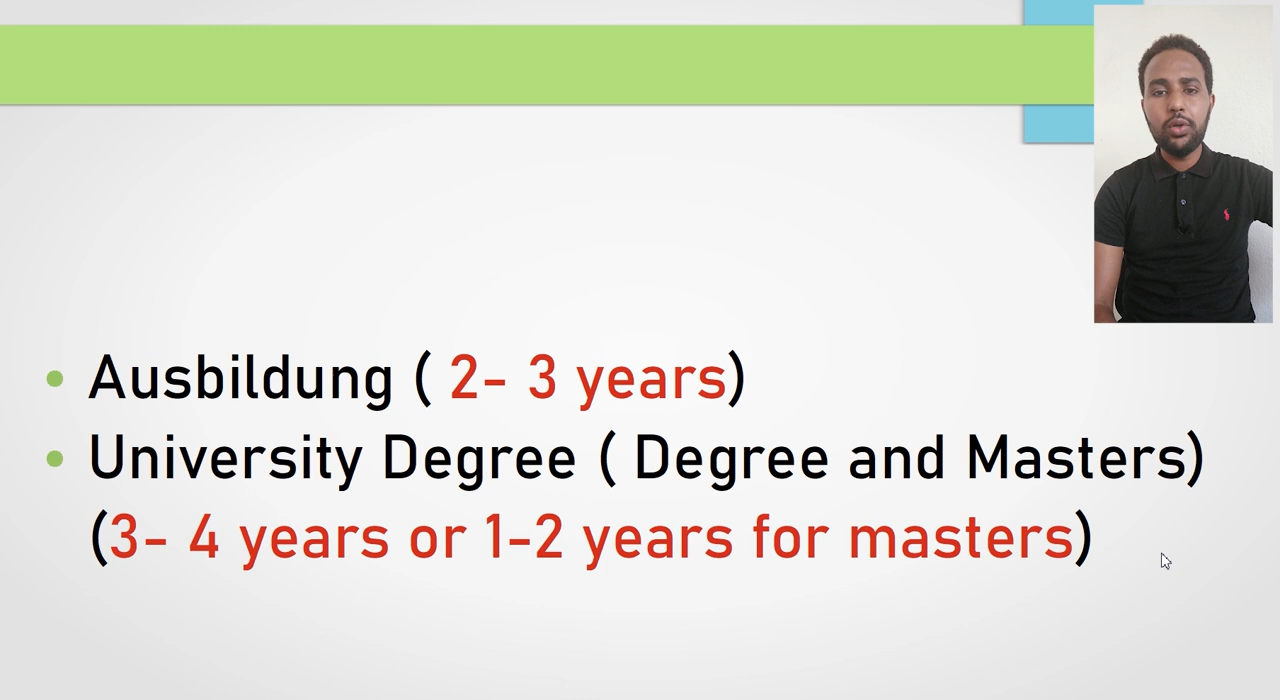 Ausbildung ( 2- 3 years)
University Degree ( Degree and Masters)
(3- 4 years or 1-2 years for masters)